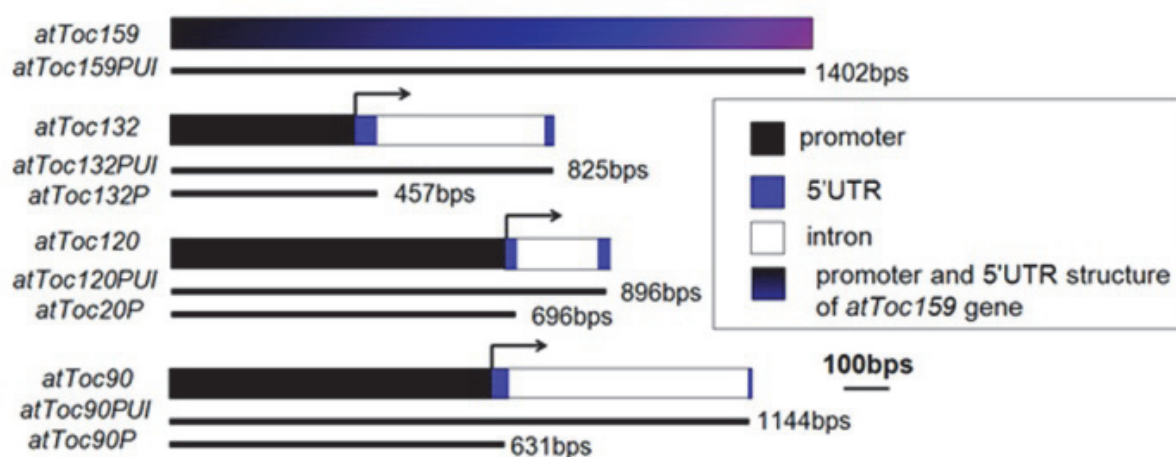 atToc159
atToc159PUI
1402bps
atToc132
atToc132PUI
825bps
atToc132P
457bps
atToc120
atToc120PUI
896bps
atToc20P
696bps
atToc90
atToc90PUI
1144bps
atToc90P
631bps
promoter
5'UTR
intron
promoter and 5'UTR structure
of atToc159 gene
100bps